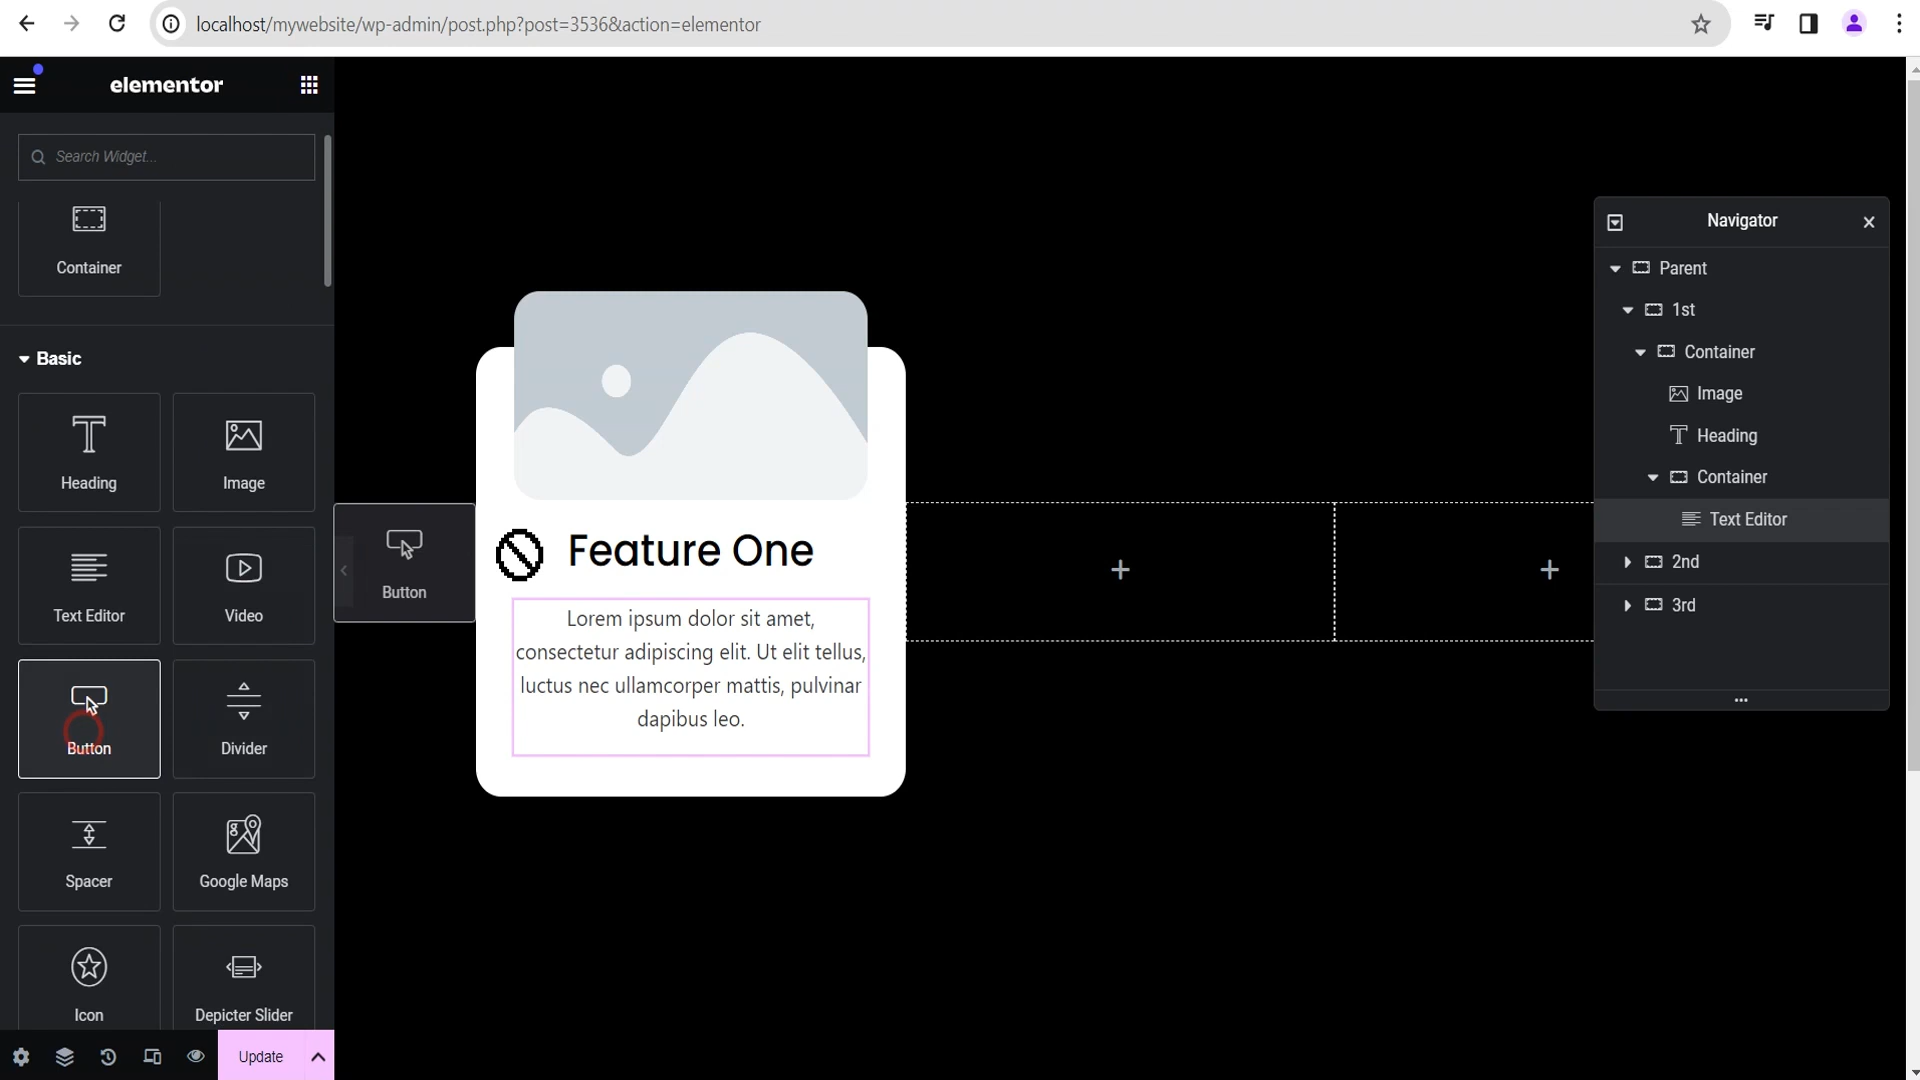 localhost/mywebsite/wp-admin/post.php?post=3536&action=elementor
elementor
Search Widget...
Container
Basic
Heading
Image
Text Editor
Video
Button
Divider
Spacer
Google Maps
Icon
Depicter Slider
Update
Button
Feature One
Lorem ipsum dolor sit amet,
consectetur adipiscing elit. Ut elit tellus,
luctus nec ullamcorper mattis, pulvinar
dapibus leo.
Navigator
Parent
1st
Container
Image
Heading
Container
Text Editor
2nd
3rd